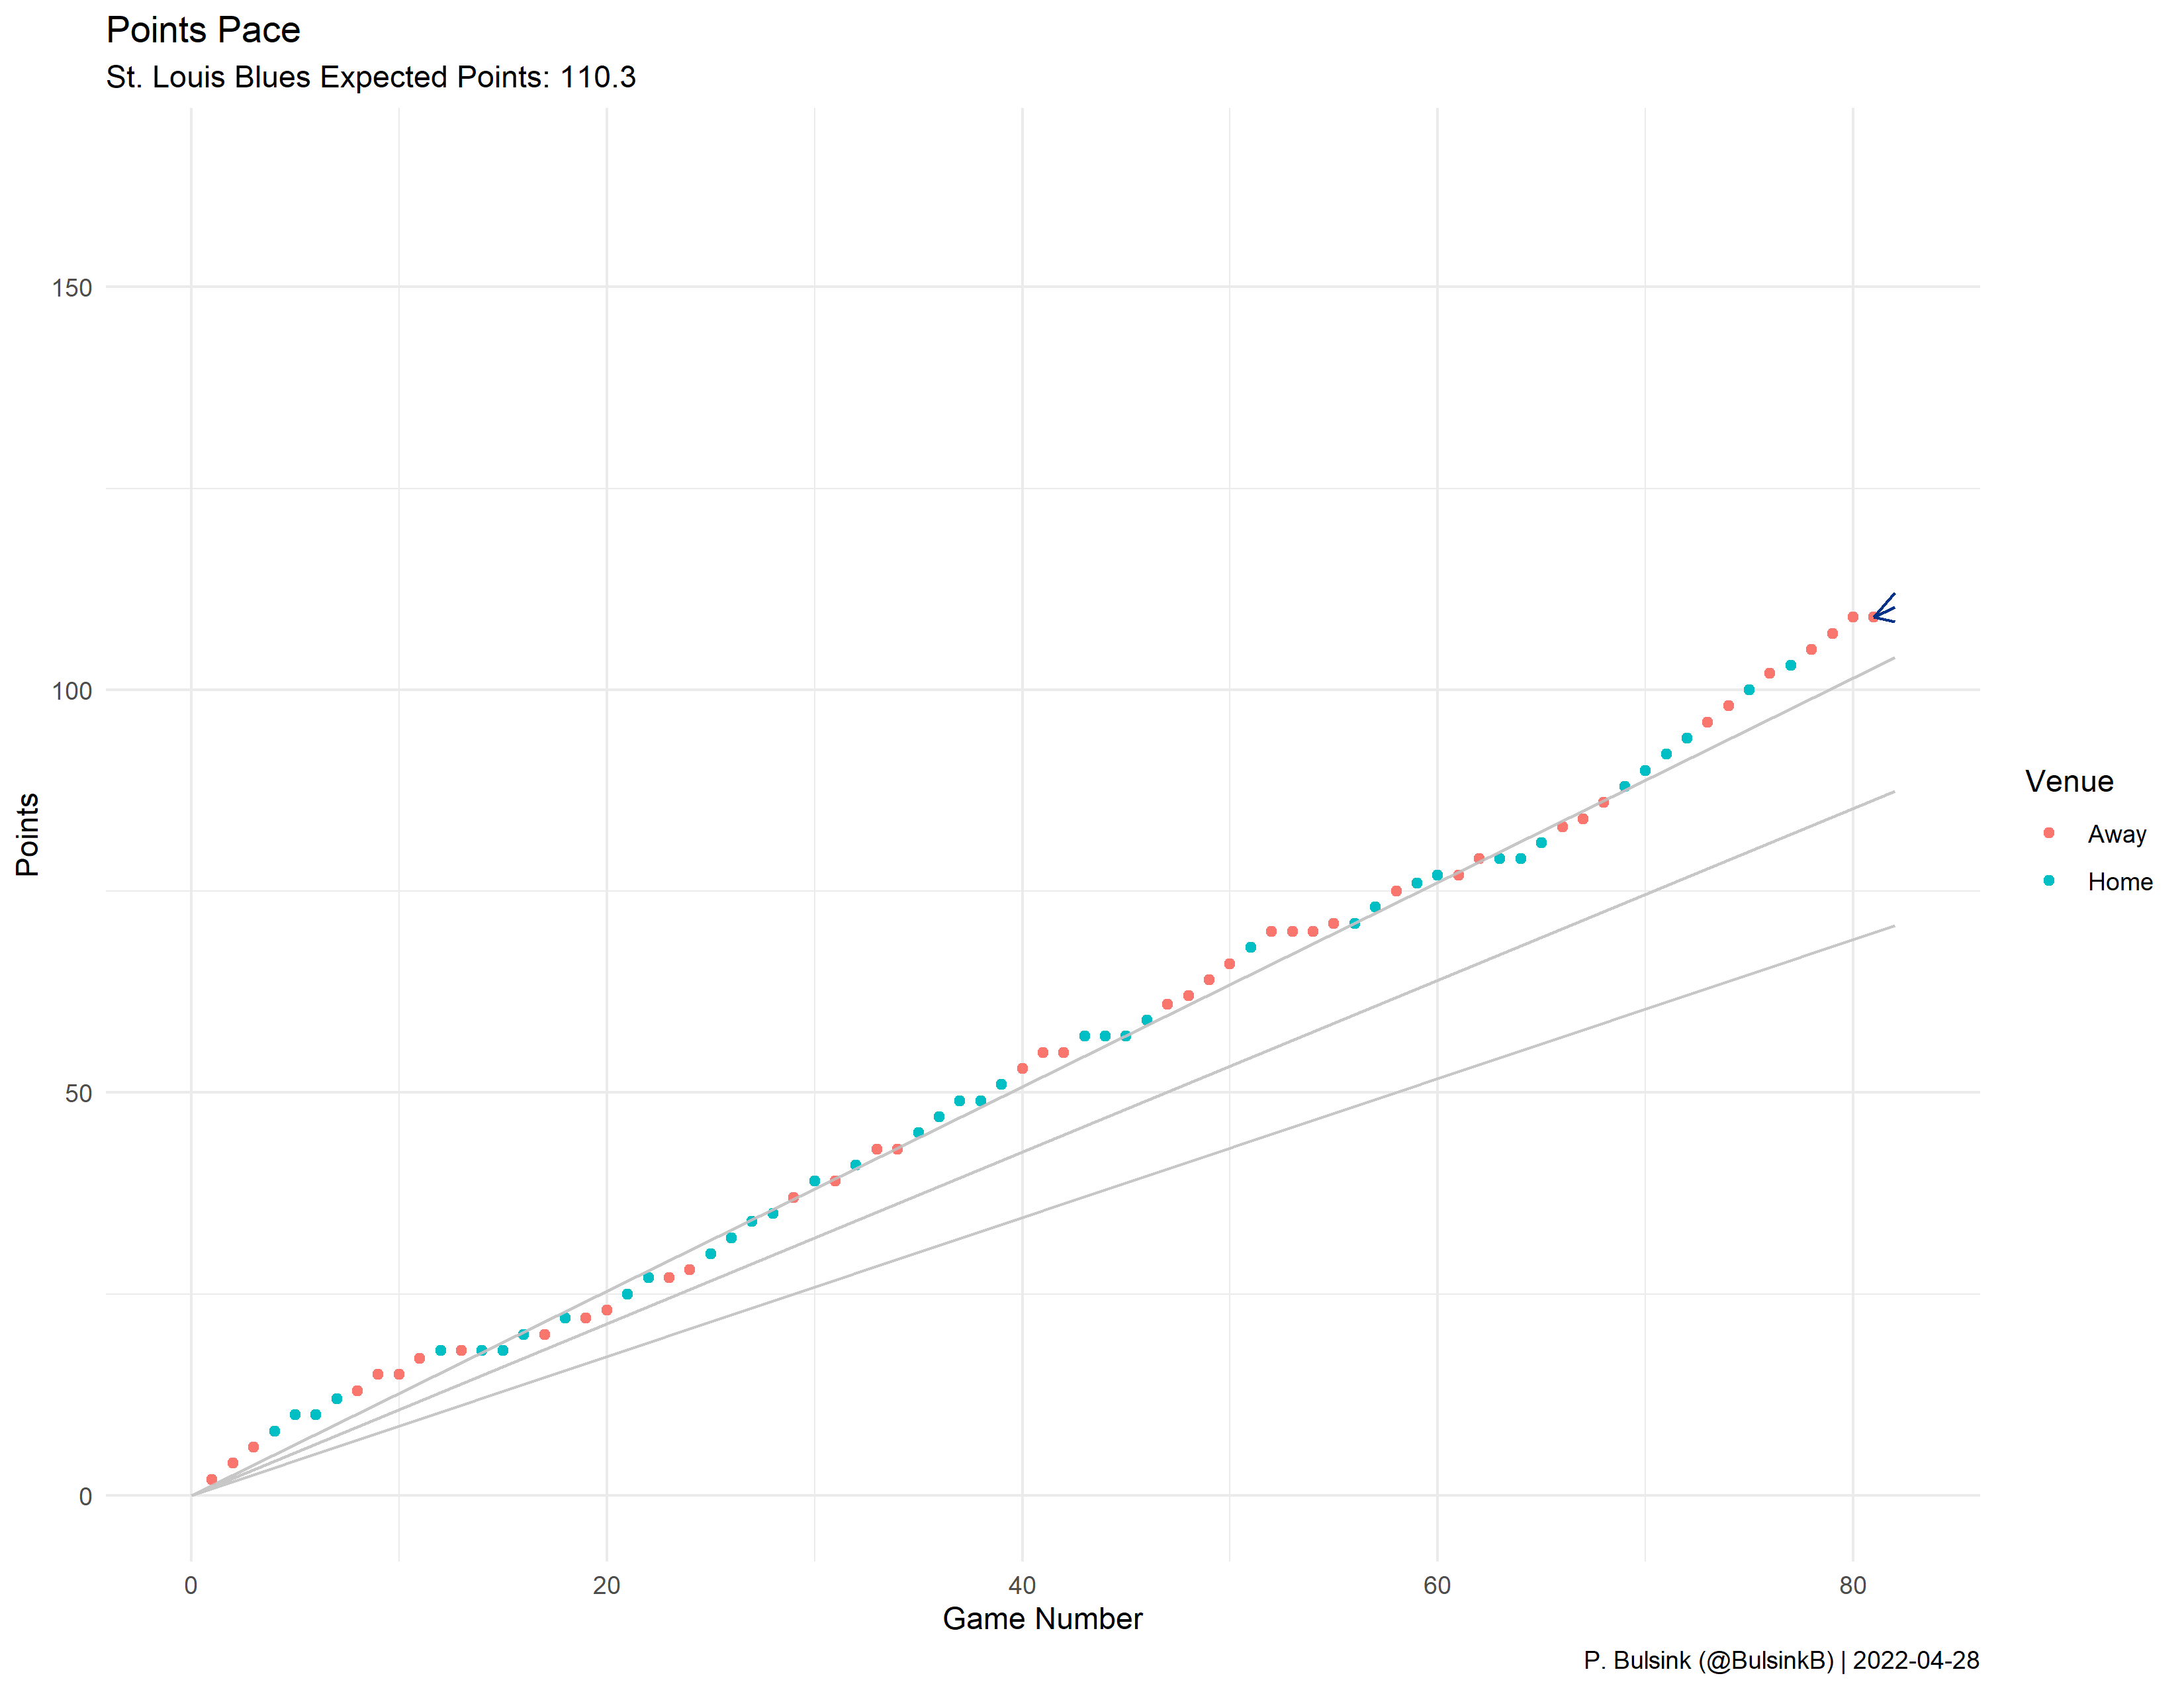 Points Pace
St. Louis Blues Expected Points: 110.3
150
100
50
0
Points
0 20 40 60 80
Game Number
Venue
Away
Home
P. Bulsink (@BulsinkB) | 2022-04-28